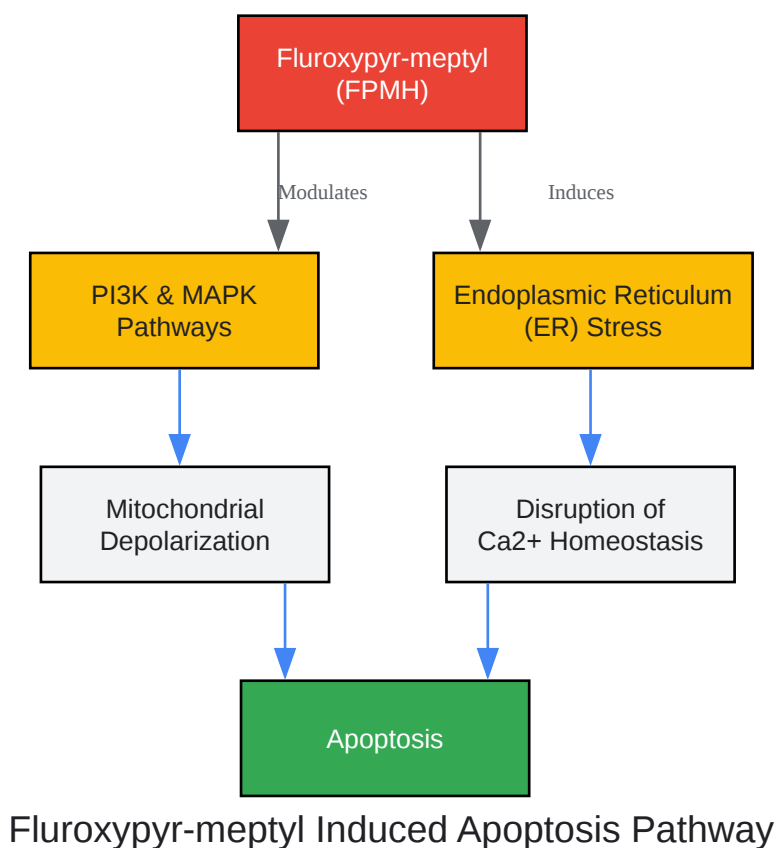 Fluroxypyr-meptyl
(FPMH)
Modulates
Induces
PI3K & MAPK
Pathways
Endoplasmic Reticulum
(ER) Stress
Mitochondrial
Depolarization
Disruption of
Ca2+ Homeostasis
Apoptosis
Fluroxypyr-meptyl Induced Apoptosis Pathway